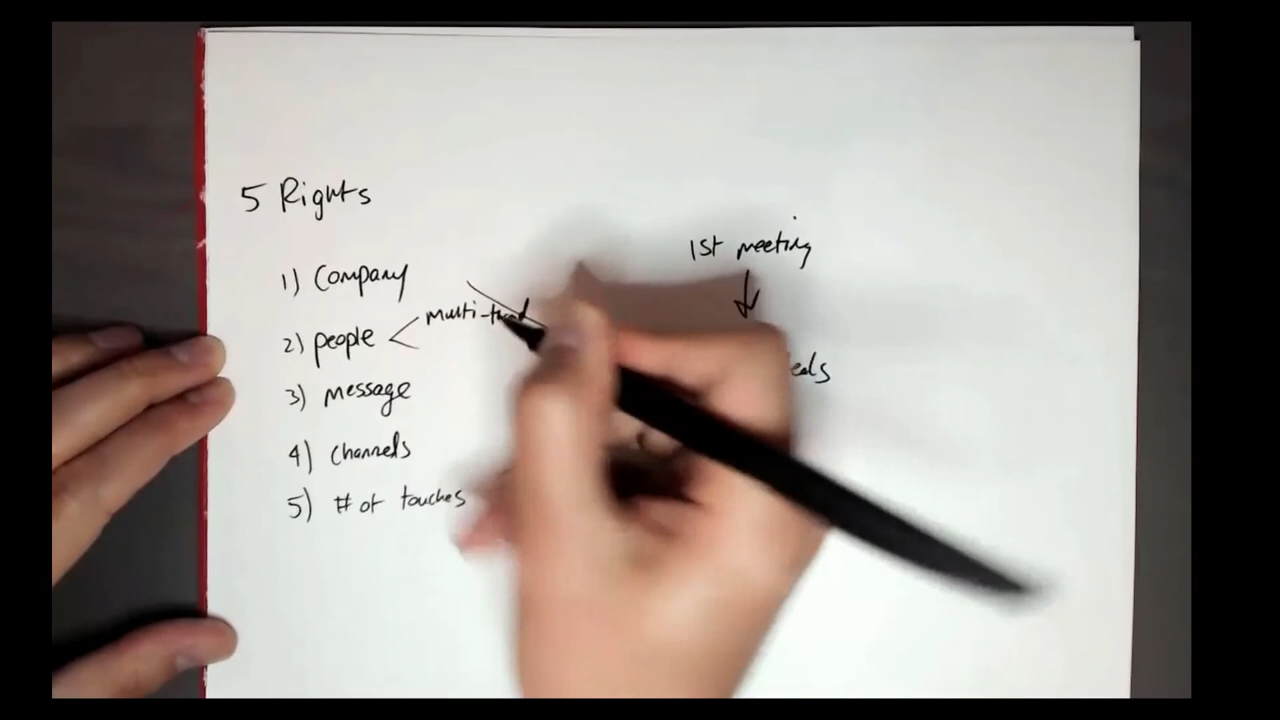 5 Rights
1st meeting
1) Company
2) people < multi-
3) message
4) channels
5) # of touches